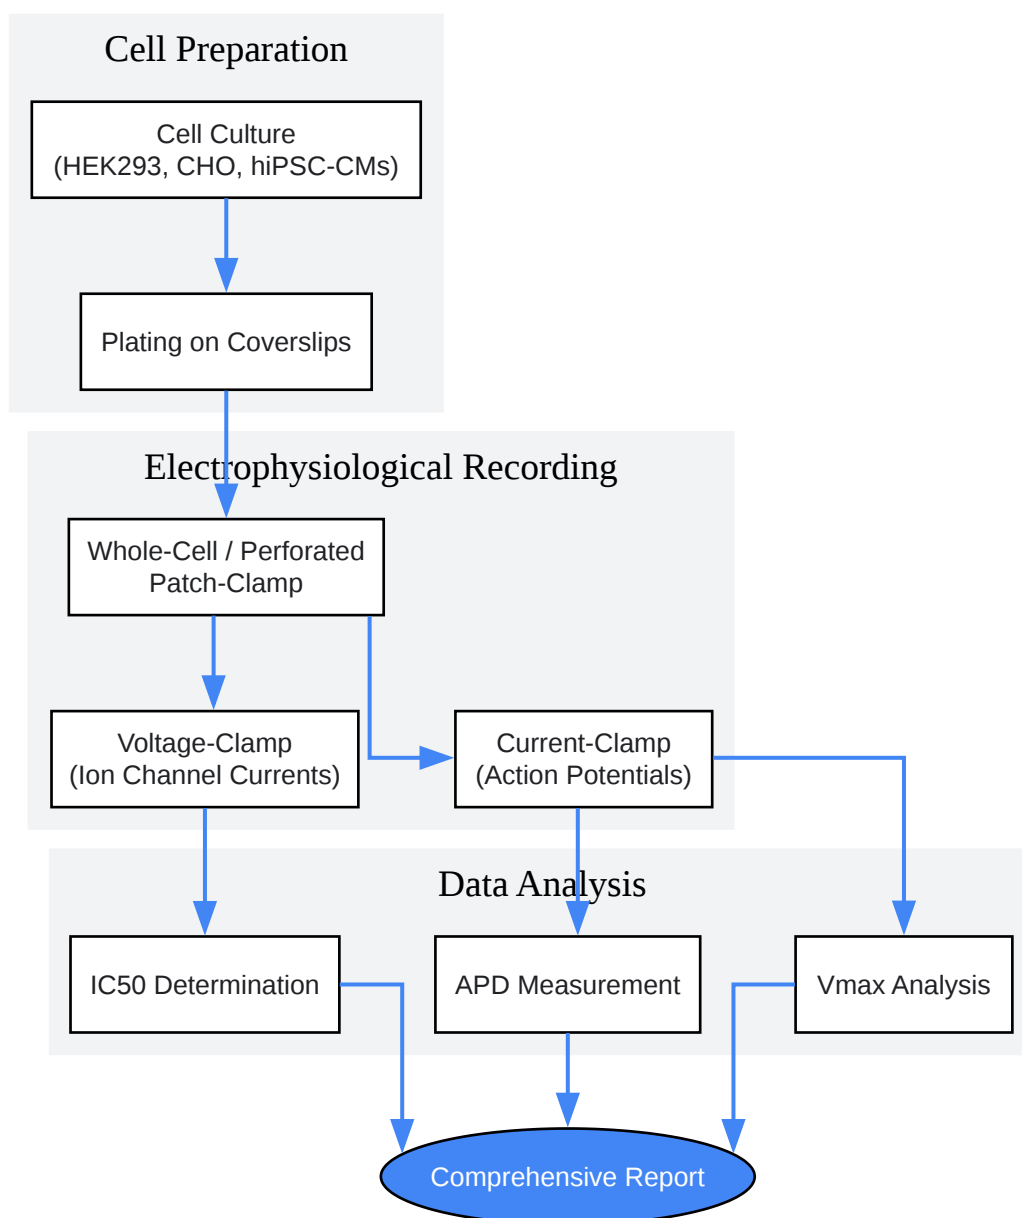 Cell Preparation
Cell Culture
(HEK293, CHO, hiPSC-CMs)
Plating on Coverslips
Electrophysiological Recording
Whole-Cell / Perforated
Patch-Clamp
Voltage-Clamp
(Ion Channel Currents)
Current-Clamp
(Action Potentials)
Data Analysis
IC50 Determination
APD Measurement
Vmax Analysis
Comprehensive Report